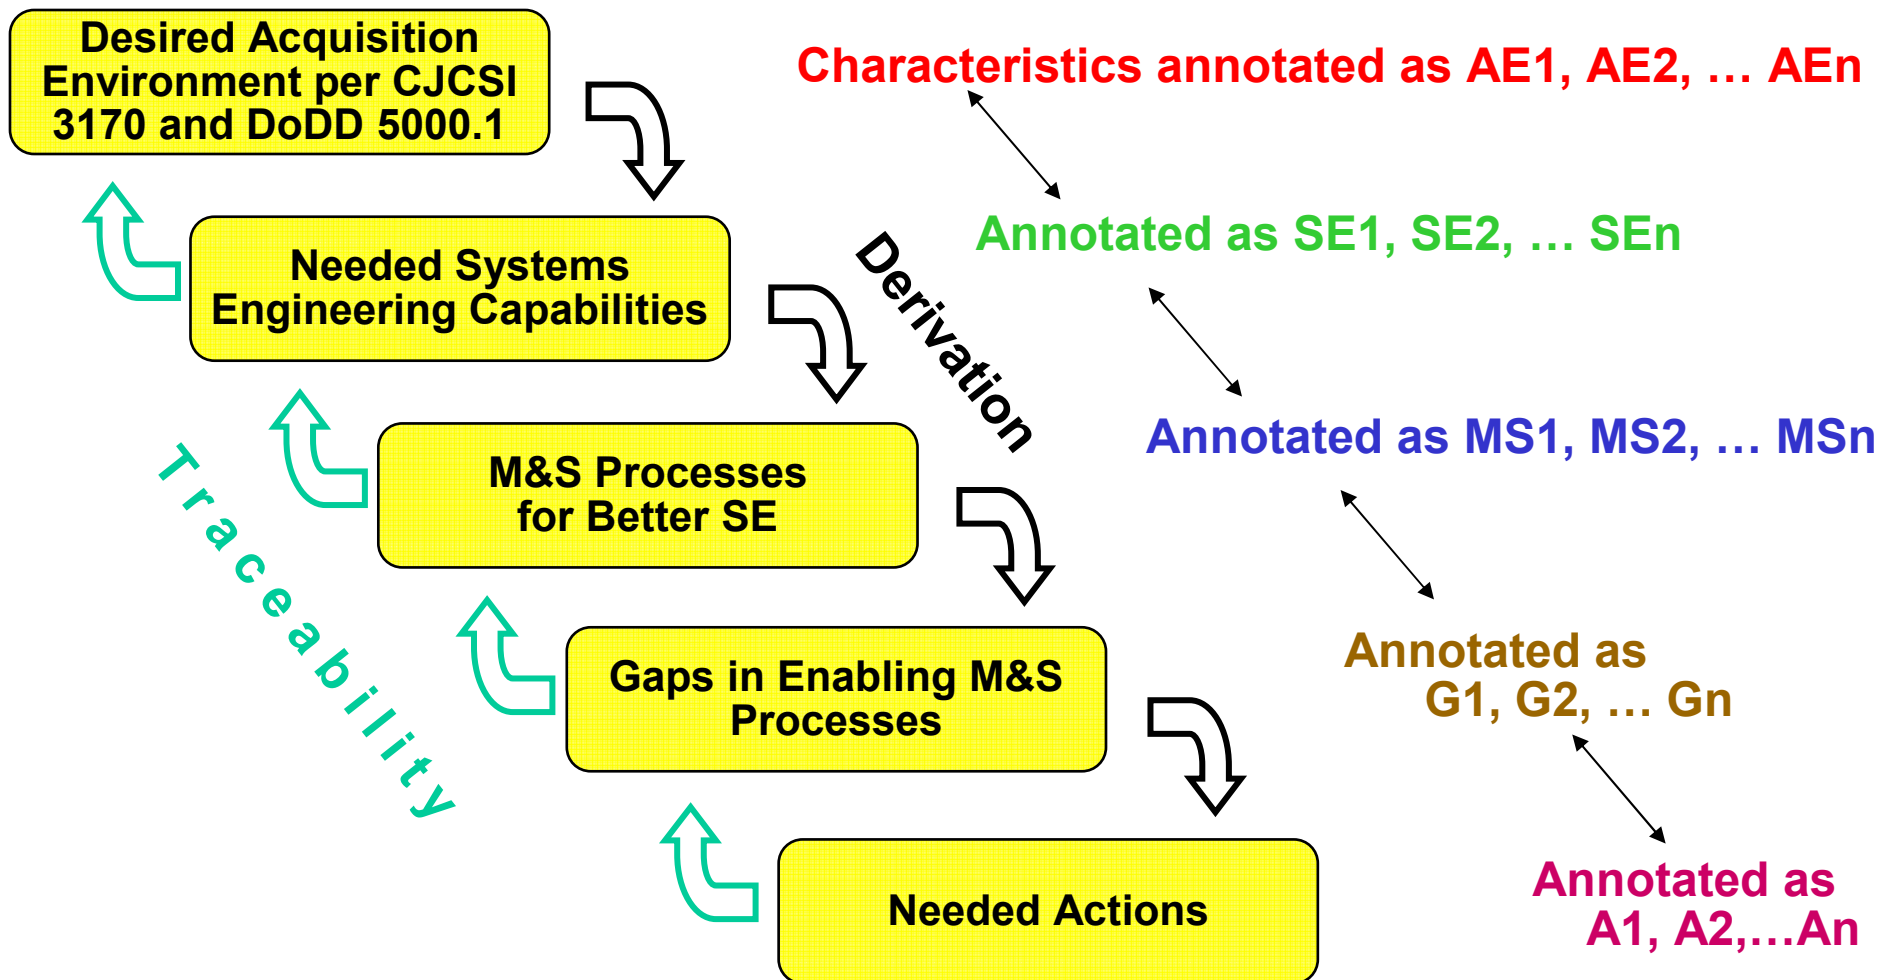 Desired Acquisition
Environment per CJCSI
3170 and DoDD 5000.1
Characteristics annotated as AE1, AE2, … AEn
Needed Systems
Engineering Capabilities
Annotated as SE1, SE2, … SEn
Derivation
M&S Processes
for Better SE
Annotated as MS1, MS2, … MSn
Traceability
Gaps in Enabling M&S
Processes
Annotated as
G1, G2, … Gn
Needed Actions
Annotated as
A1, A2,…An